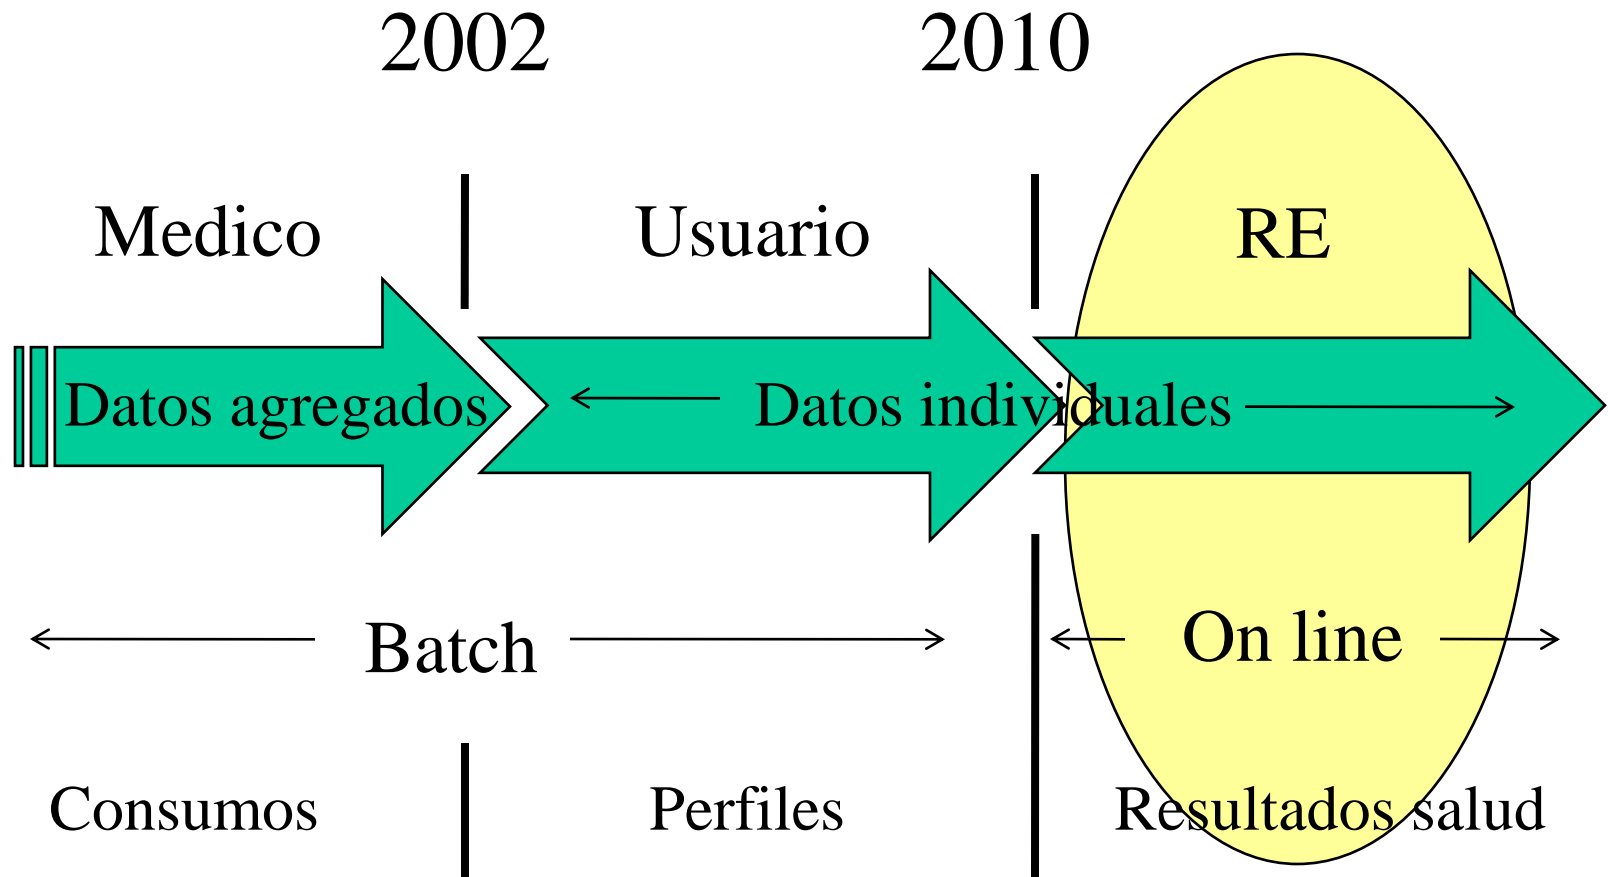 2002 2010
Medico Usuario RE
Datos agregados Datos individuales
Batch On line
Consumos Perfiles Resultados salud